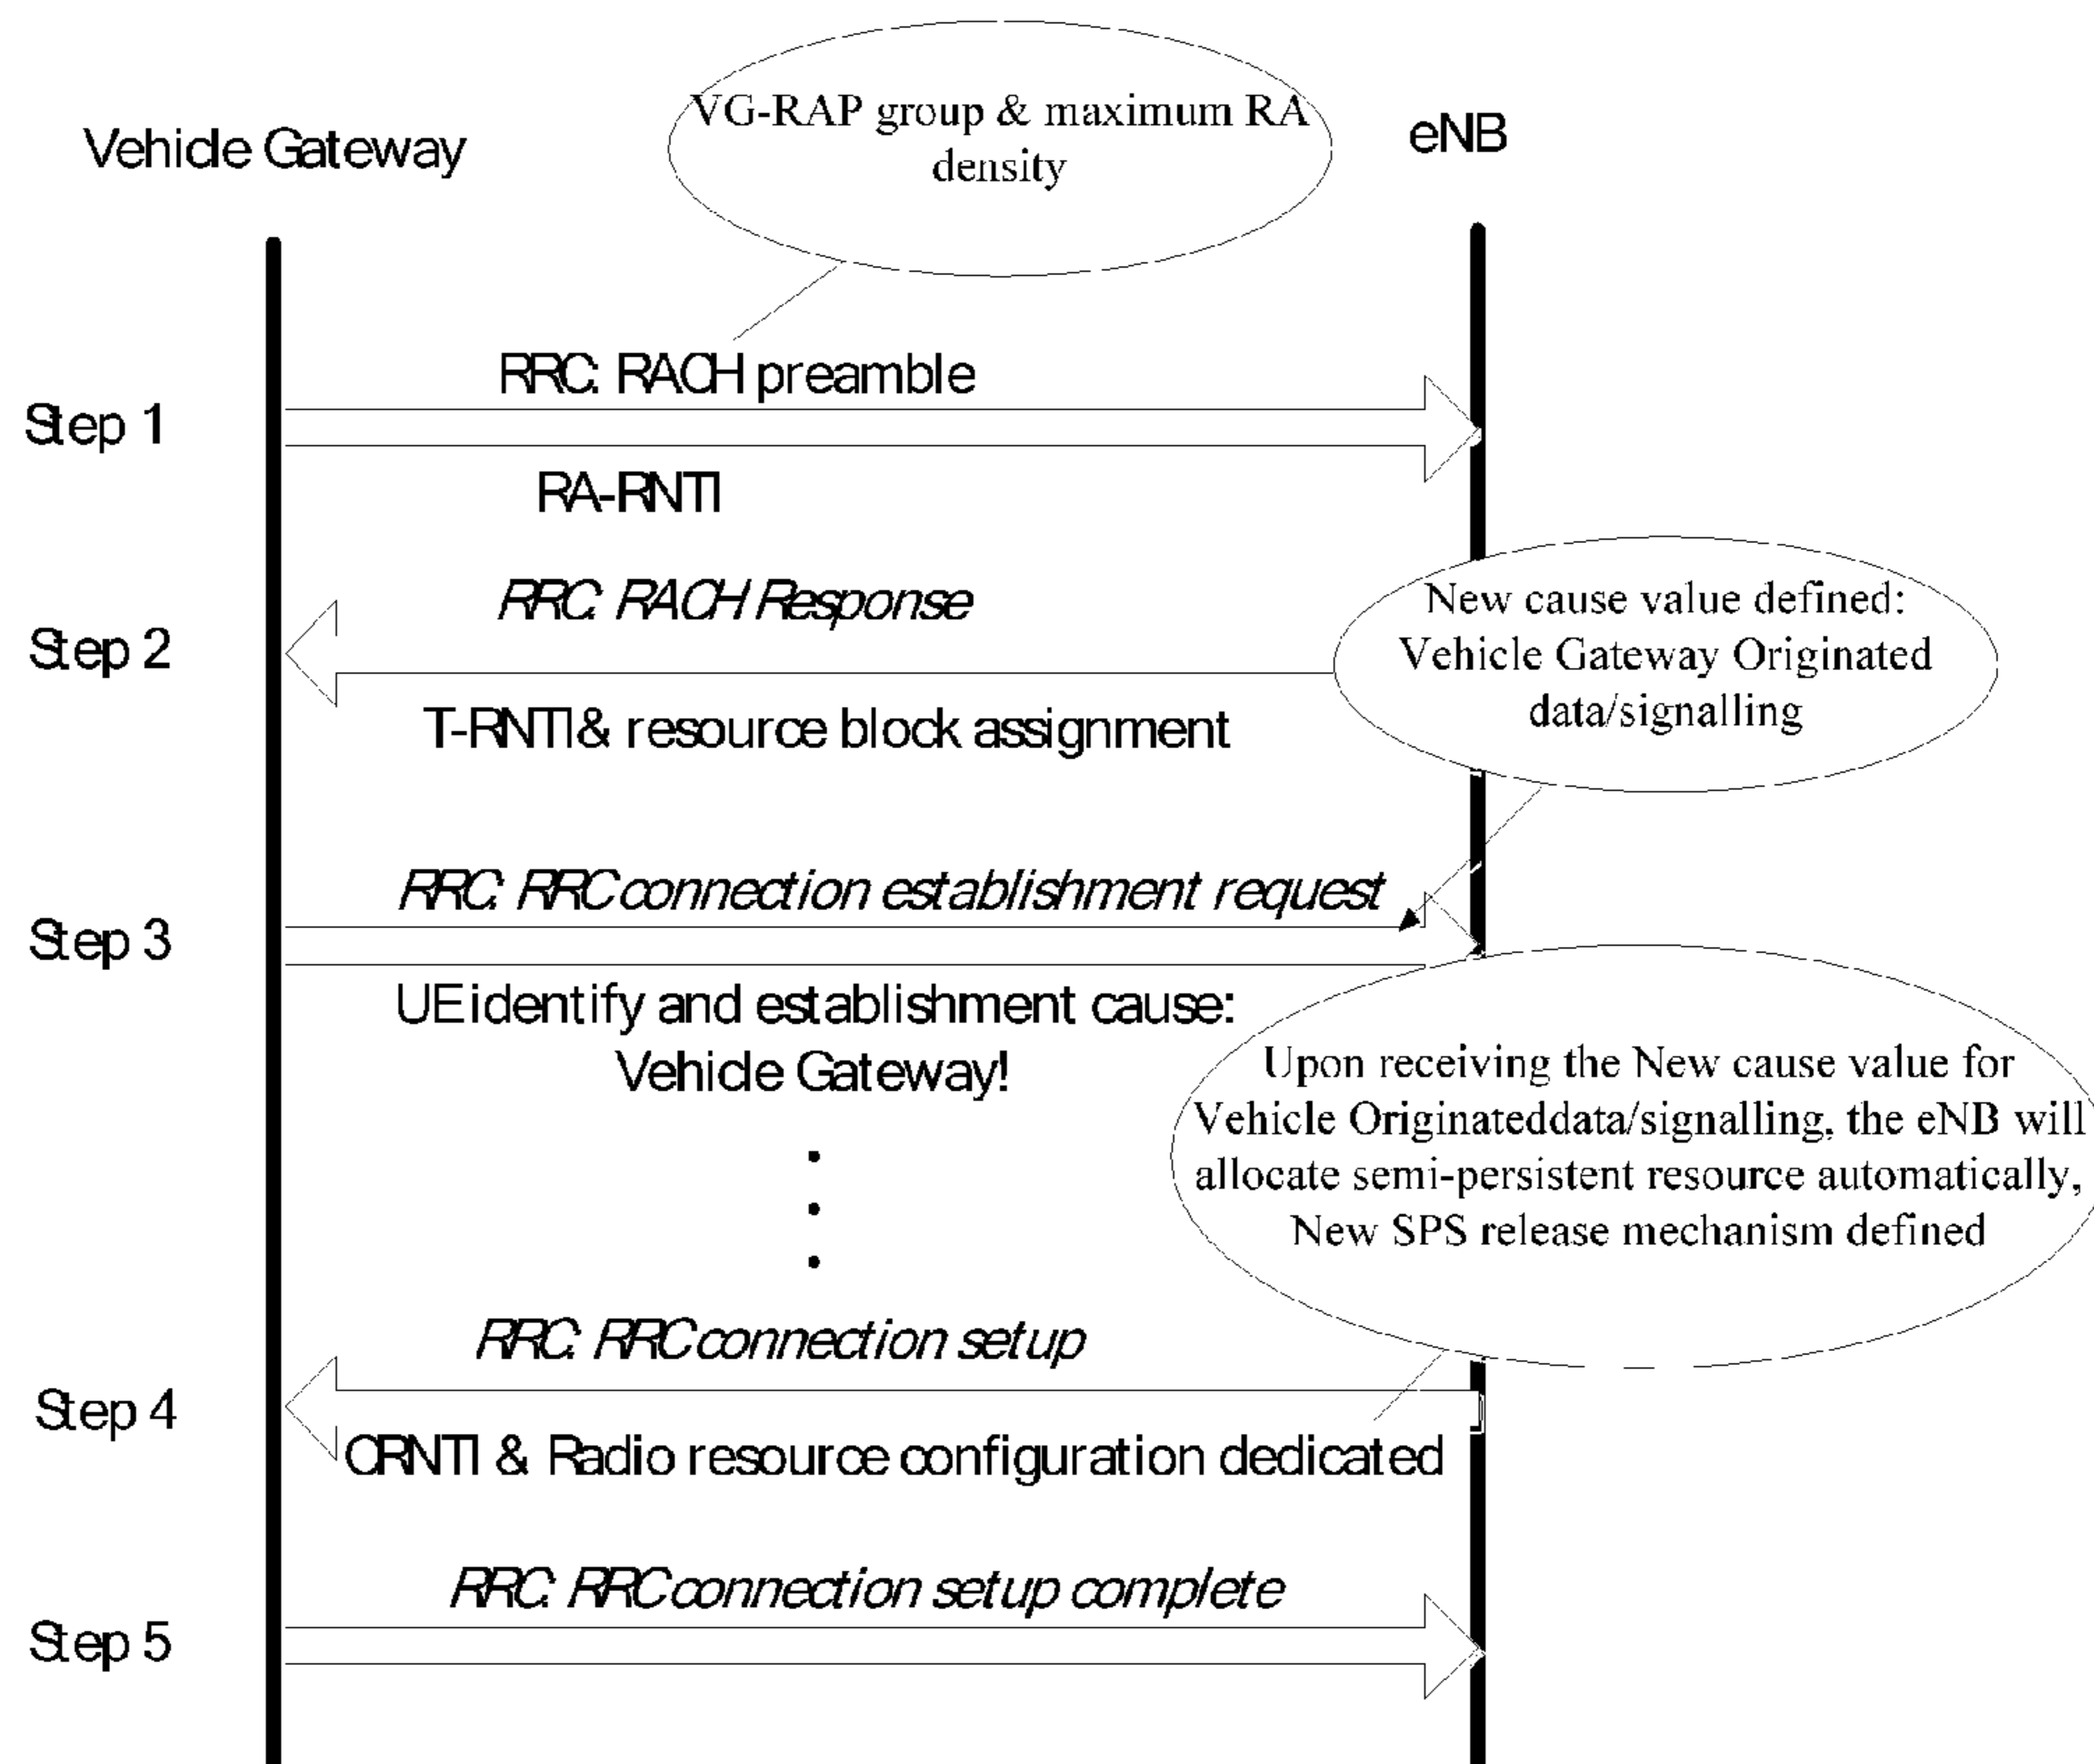 VG-RAP group & maximum RA
density
Vehicle Gateway
eNB
RRC: RACH preamble
Step 1
RA-RNTI
RRC: RACH Response
Step 2
T-RNTI & resource block assignment
New cause value defined:
Vehicle Gateway Originated
data/signalling
RRC: RRC connection establishment request
Step 3
UE identify and establishment cause:
Vehicle Gateway!
Upon receiving the New cause value for
Vehicle Originateddata/signalling, the eNB will
allocate semi-persistent resource automatically,
New SPS release mechanism defined
RRC: RRC connection setup
Step 4
CRNTI & Radio resource configuration dedicated
RRC: RRC connection setup complete
Step 5